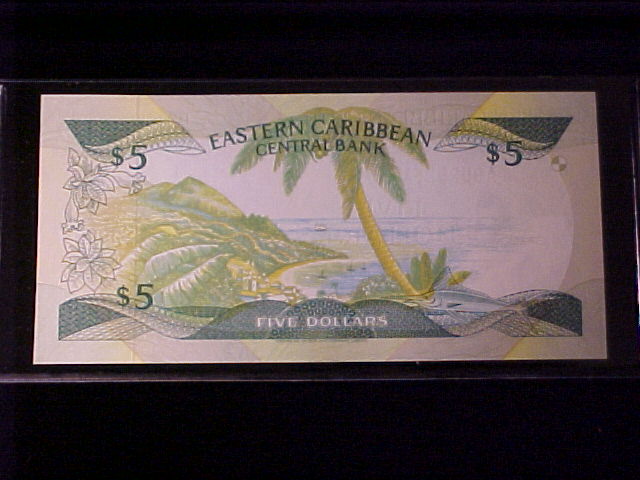 EASTERN CARIBBEAN
CENTRAL BANK
$5
$5
$5
FIVE DOLLARS